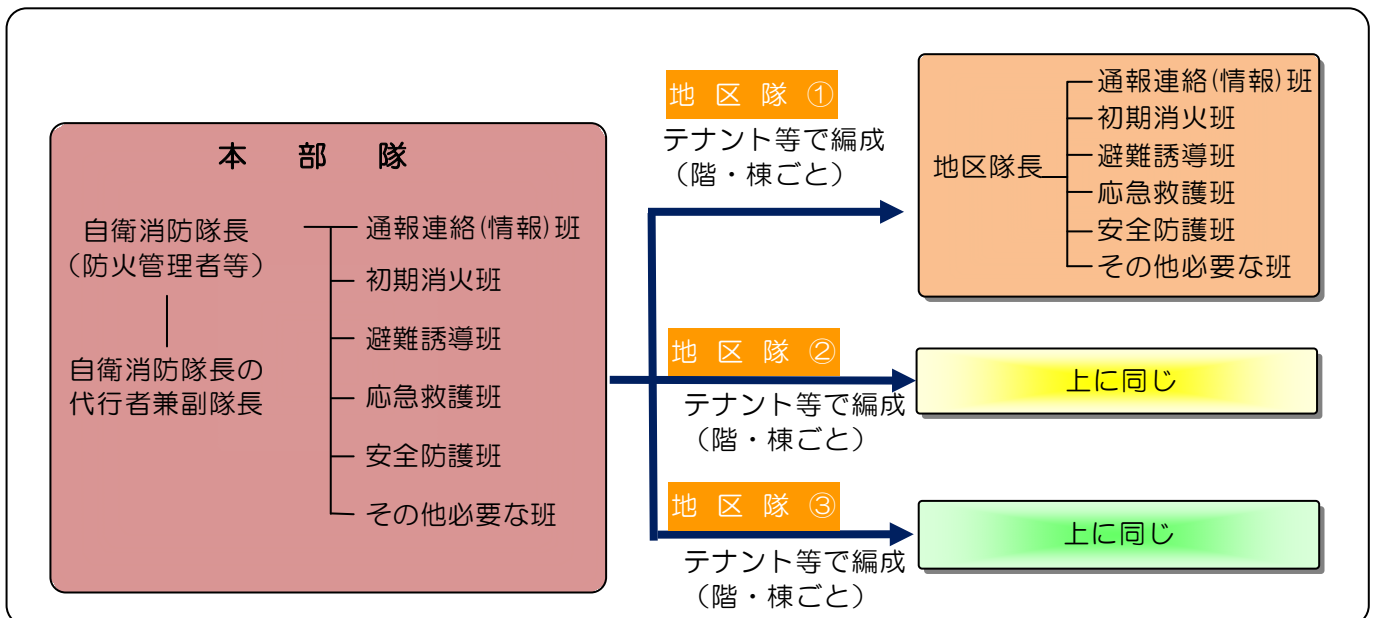 本 部 隊
自衛消防隊長
（防火管理者等）
自衛消防隊長の
代行者兼副隊長
通報連絡(情報)班
初期消火班
避難誘導班
応急救護班
安全防護班
その他必要な班
地 区 隊 ①
テナント等で編成
（階・棟ごと）
地区隊長
通報連絡(情報)班
初期消火班
避難誘導班
応急救護班
安全防護班
その他必要な班
地 区 隊 ②
テナント等で編成
（階・棟ごと）
上に同じ
地 区 隊 ③
テナント等で編成
（階・棟ごと）
上に同じ